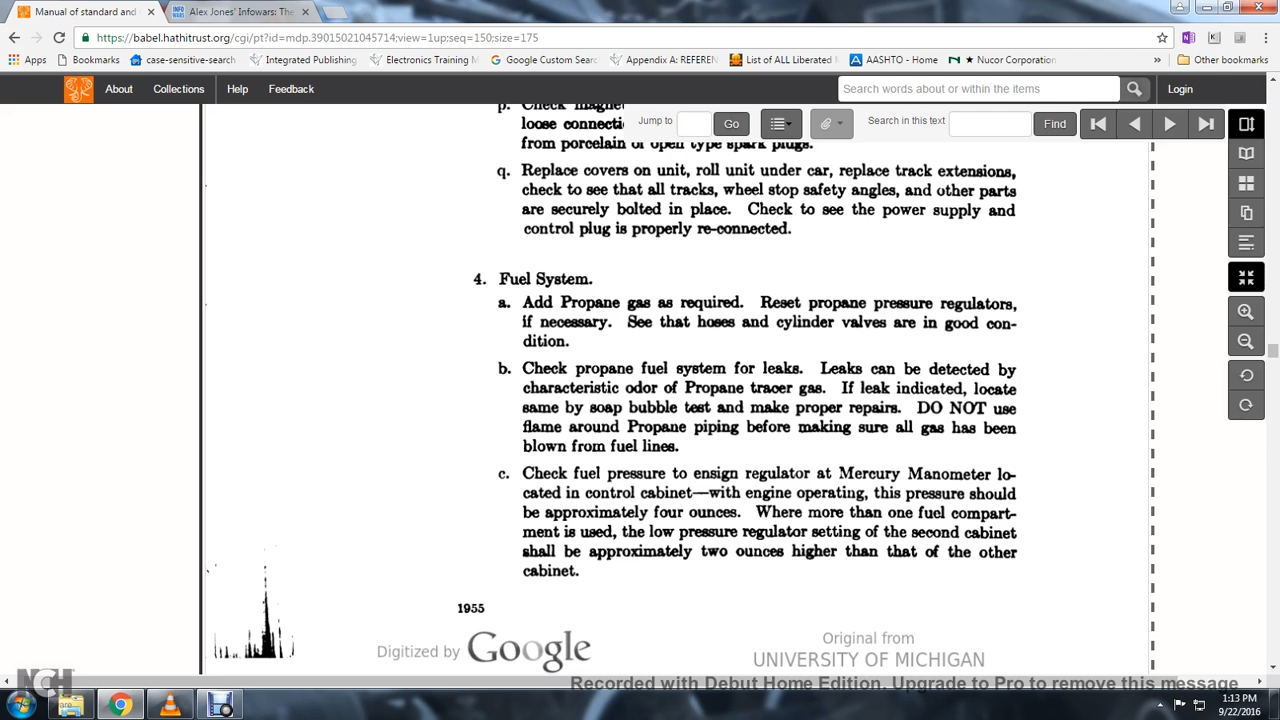 Manual of standard and
Alex Jones' Infowars: The
https://babel.hathitrust.org/cgi/pt?id=mdp.39015021045714;view=1up;seq=150;size=175
Apps
Bookmarks
case-sensitive-search
Integrated Publishing
Electronics Training
Google Custom Sear
Appendix A: REFEREN
List of ALL Liberated
AASHTO - Home
Nucor Corporation
Other bookmarks
About
Collections
Help
Feedback
Search words about or within the items
Login
Jump to
Go
Search in this text
Find
p. Check magne
loose connecti
from porcelain or open type spark plugs.
q. Replace covers on unit, roll unit under car, replace track extensions,
check to see that all tracks, wheel stop safety angles, and other parts
are securely bolted in place. Check to see the power supply and
control plug is properly re-connected.
4. Fuel System.
a. Add Propane gas as required. Reset propane pressure regulators,
if necessary. See that hoses and cylinder valves are in good con-
dition.
b. Check propane fuel system for leaks. Leaks can be detected by
characteristic odor of Propane tracer gas. If leak indicated, locate
same by soap bubble test and make proper repairs. DO NOT use
flame around Propane piping before making sure all gas has been
blown from fuel lines.
c. Check fuel pressure to ensign regulator at Mercury Manometer lo-
cated in control cabinet—with engine operating, this pressure should
be approximately four ounces. Where more than one fuel compart-
ment is used, the low pressure regulator setting of the second cabinet
shall be approximately two ounces higher than that of the other
cabinet.
1955
Digitized by Google
Original from
UNIVERSITY OF MICHIGAN
NCH
Recorded with Debut Home Edition. Upgrade to Pro to remove this message
1:13 PM
9/22/2016